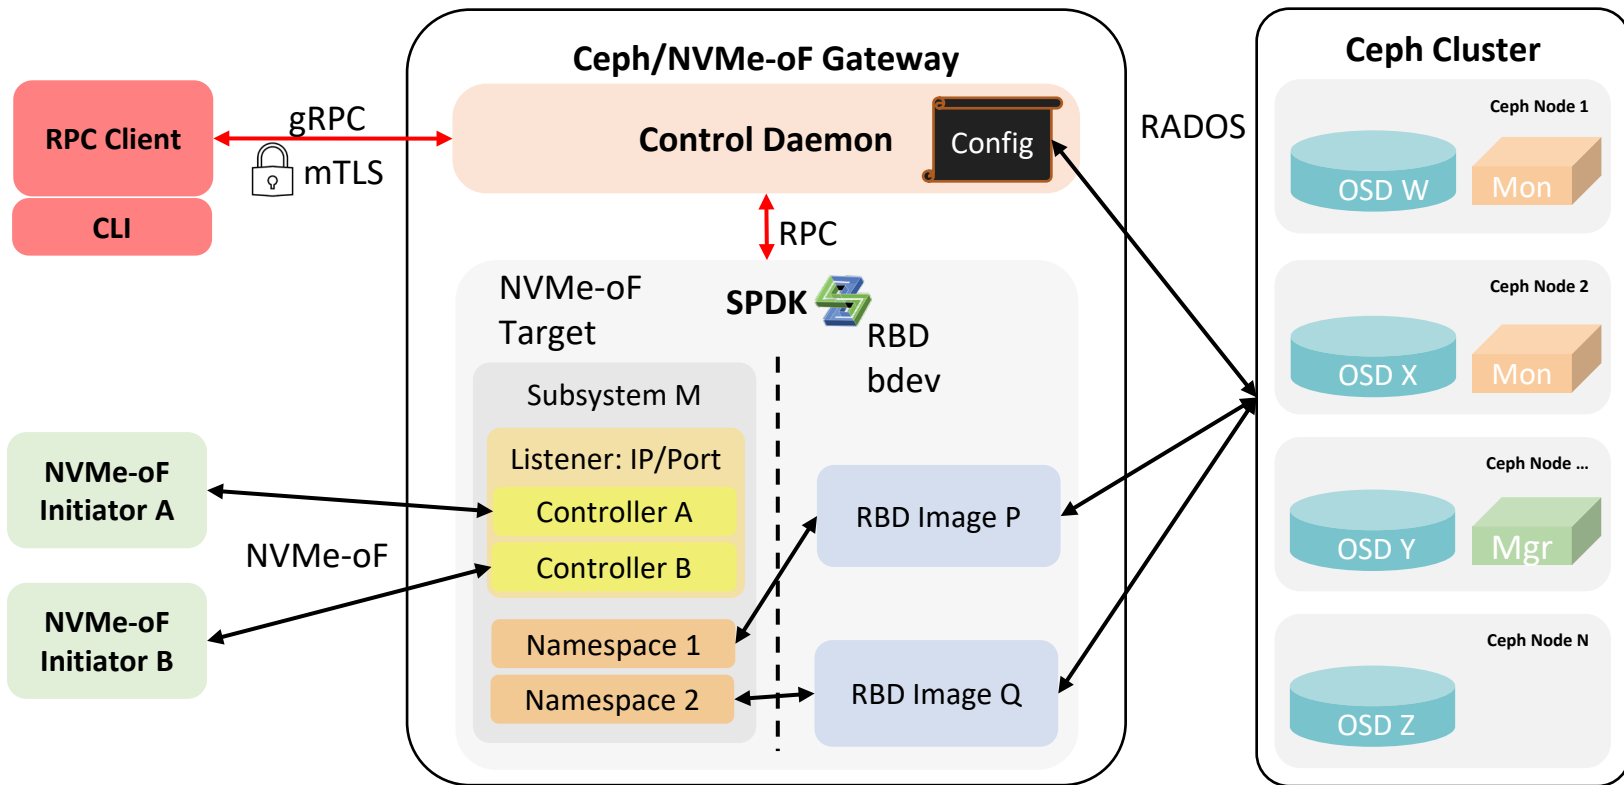 RPC Client
CLI
gRPC
mTLS
NVMe-oF
Initiator A
NVMe-oF
Initiator B
NVMe-oF
Ceph/NVMe-oF Gateway
Control Daemon
Config
RPC
NVMe-oF
Target
SPDK
RBD
bdev
Subsystem M
Listener: IP/Port
Controller A
Controller B
Namespace 1
Namespace 2
RBD Image P
RBD Image Q
RADOS
Ceph Cluster
Ceph Node 1
OSD W
Mon
Ceph Node 2
OSD X
Mon
Ceph Node ...
OSD Y
Mgr
Ceph Node N
OSD Z